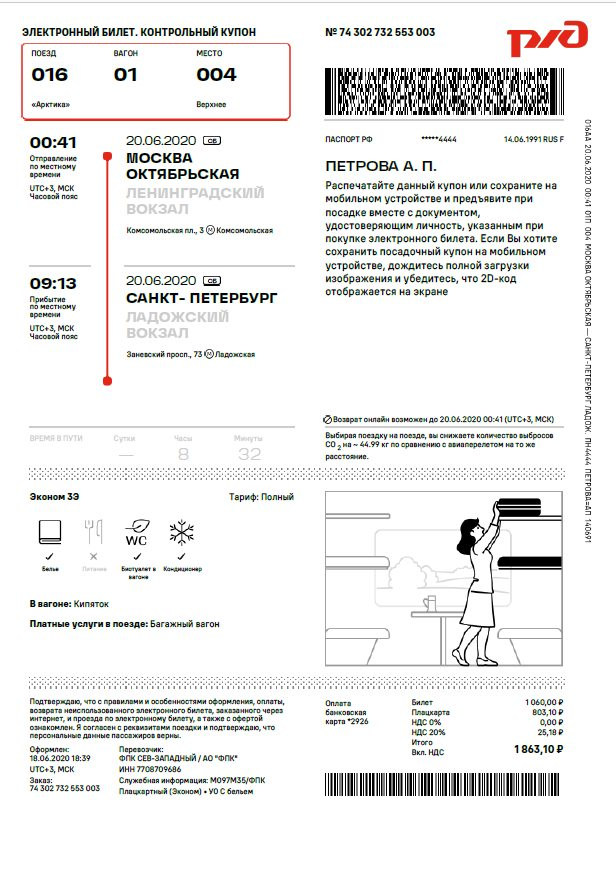 ЭЛЕКТРОННЫЙ БИЛЕТ. КОНТРОЛЬНЫЙ КУПОН
№ 74 302 732 553 003
ржд
ПОЕЗД
ВАГОН
МЕСТО
016
01
004
«Арктика»
Верхнее
00:41
Отправление
по местному
времени
UTC+3, МСК
Часовой пояс
20.06.2020 СБ
МОСКВА
ОКТЯБРЬСКАЯ
ЛЕНИНГРАДСКИЙ
ВОКЗАЛ
Комсомольская пл., 3 М Комсомольская
09:13
Прибытие
по местному
времени
UTC+3, МСК
Часовой пояс
20.06.2020 СБ
САНКТ- ПЕТЕРБУРГ
ЛАДОЖСКИЙ
ВОКЗАЛ
Заневский просп., 73 М Ладожская
ВРЕМЯ В ПУТИ
Сутки
Часы
Минуты
—
8
32
ПАСПОРТ РФ
*****4444
14.06.1991 RUS F
ПЕТРОВА А. П.
Распечатайте данный купон или сохраните на
мобильном устройстве и предъявите при
посадке вместе с документом,
удостоверяющим личность, указанным при
покупке электронного билета. Если Вы хотите
сохранить посадочный купон на мобильном
устройстве, дождитесь полной загрузки
изображения и убедитесь, что 2D-код
отображается на экране
Возврат онлайн возможен до 20.06.2020 00:41 (UTC+3, МСК)
Выбирая поездку на поезде, вы снижаете количество выбросов
CO 2 на ~ 44.99 кг по сравнению с авиаперелетом на то же
расстояние.
016АА 20.06.2020 00:41 01П 004 МОСКВА ОКТЯБРЬСКАЯ — САНКТ-ПЕТЕРБУРГ ЛАДОЖ. ПН4444 ПЕТРОВА=АП 140691
Эконом 3Э
Тариф: Полный
WC
Белье
Питание
Биотуалет в
вагоне
Кондиционер
В вагоне: Кипяток
Платные услуги в поезде: Багажный вагон
Подтверждаю, что с правилами и особенностями оформления, оплаты,
возврата неиспользованного электронного билета, заказанного через
интернет, и проезда по электронному билету, а также с офертой
ознакомлен. Я согласен с реквизитами поездки и подтверждаю, что
персональные данные пассажиров верны.
Оформлен:
18.06.2020 18:39
UTC+3, МСК
Заказ:
74 302 732 553 003
Перевозчик:
ФПК СЕВ-ЗАПАДНЫЙ / АО "ФПК"
ИНН 7708709686
Служебная информация: МО97М35/ФПК
Плацкартный (Эконом) • УО С бельем
Оплата
банковская
карта *2926
Билет 1 060,00 ₽
Плацкарта 803,10 ₽
НДС 0% 0,00 ₽
НДС 20% 25,18 ₽
Итого
Вкл. НДС 1 863,10 ₽